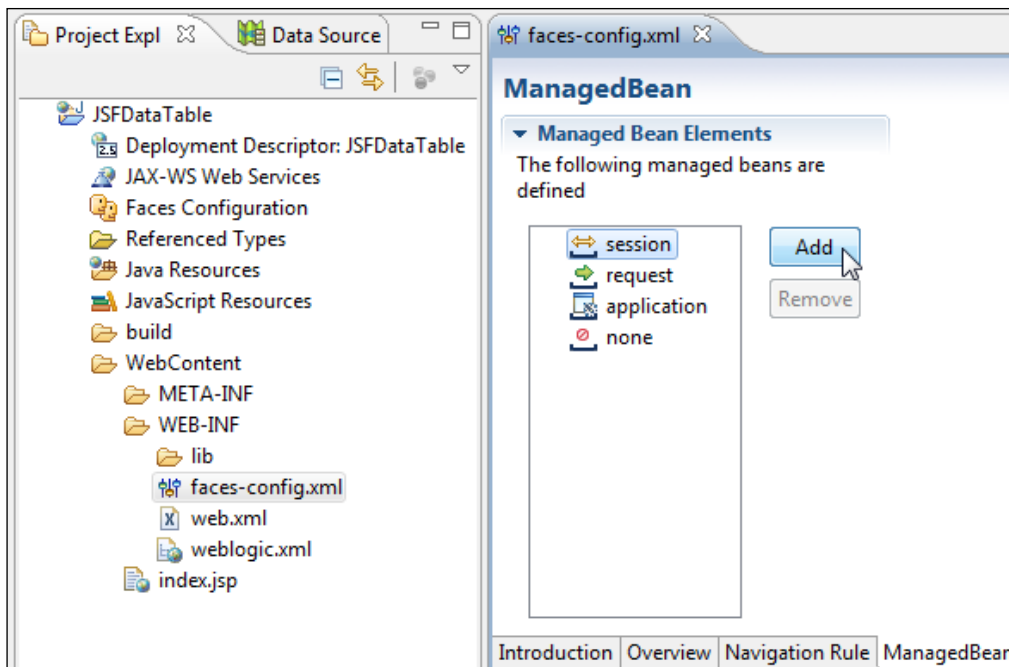 Project Expl
Data Source
JSFDataTable
Deployment Descriptor: JSFDataTable
2.5
JAX-WS Web Services
Faces Configuration
Referenced Types
Java Resources
JavaScript Resources
build
WebContent
META-INF
WEB-INF
lib
faces-config.xml
web.xml
weblogic.xml
index.jsp
faces-config.xml
ManagedBean
Managed Bean Elements
The following managed beans are
defined
session
request
application
none
Add
Remove
Introduction Overview Navigation Rule ManagedBean